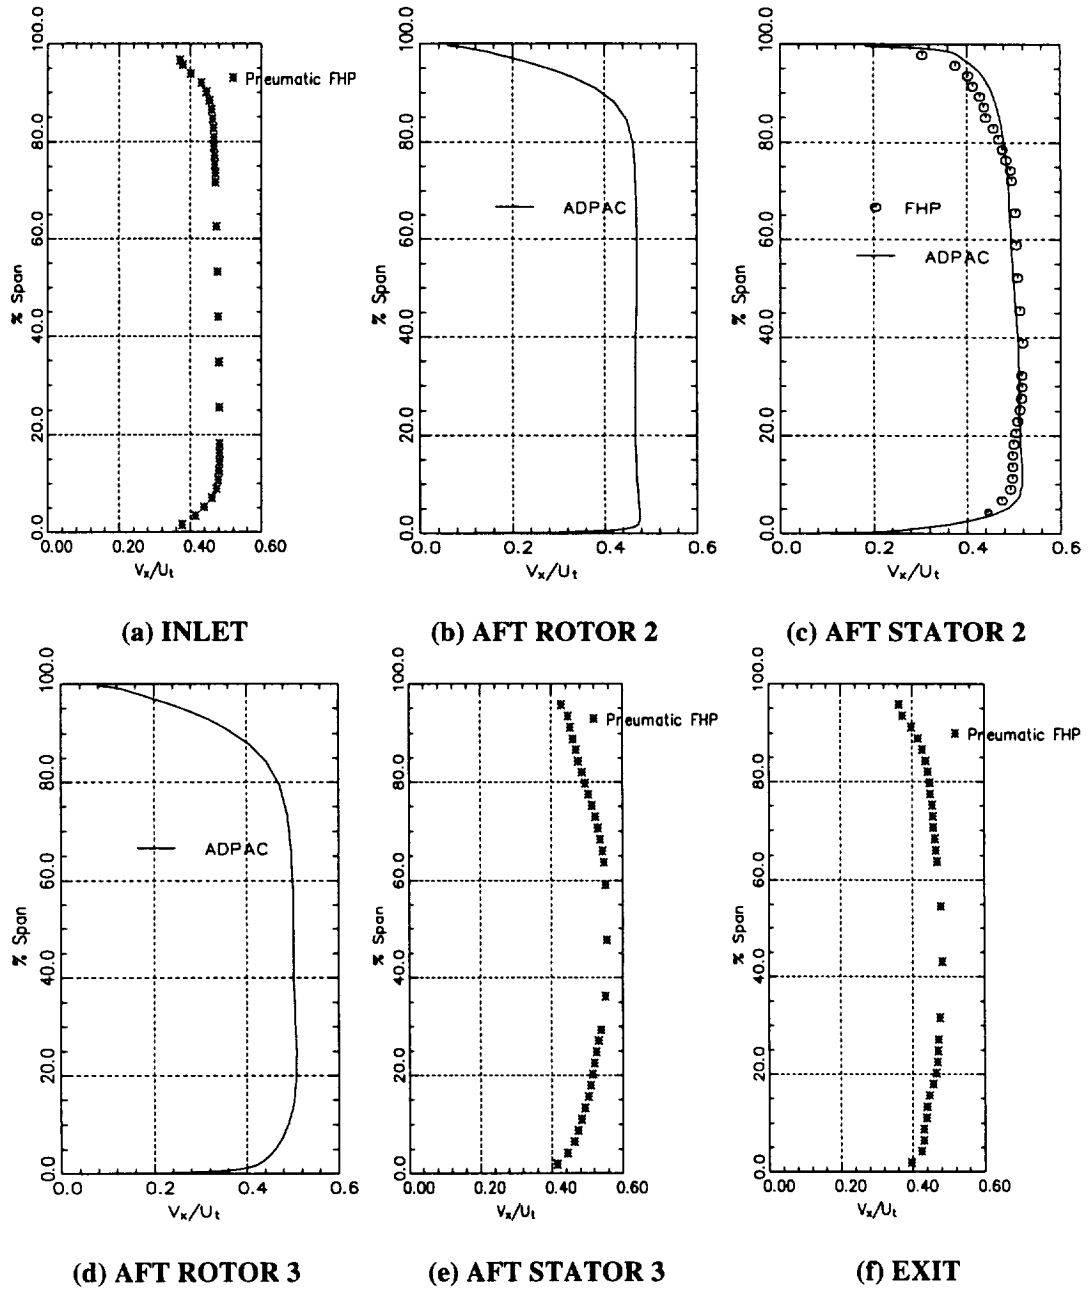 100.0
80.0
60.0
40.0
20.0
0.0
% Span
✱ Pneumatic FHP
0.00 0.20 0.40 0.60
Vx/Ut
(a) INLET
100.0
80.0
60.0
40.0
20.0
0.0
% Span
ADPAC
0.0 0.2 0.4 0.6
Vx/Ut
(b) AFT ROTOR 2
100.0
80.0
60.0
40.0
20.0
0.0
% Span
FHP
ADPAC
0.0 0.2 0.4 0.6
Vx/Ut
(c) AFT STATOR 2
100.0
80.0
60.0
40.0
20.0
0.0
% Span
ADPAC
0.0 0.2 0.4 0.6
Vx/Ut
(d) AFT ROTOR 3
100.0
80.0
60.0
40.0
20.0
0.0
% Span
✱ Pneumatic FHP
0.00 0.20 0.40 0.60
Vx/Ut
(e) AFT STATOR 3
100.0
80.0
60.0
40.0
20.0
0.0
% Span
✱ Pneumatic FHP
0.00 0.20 0.40 0.60
Vx/Ut
(f) EXIT